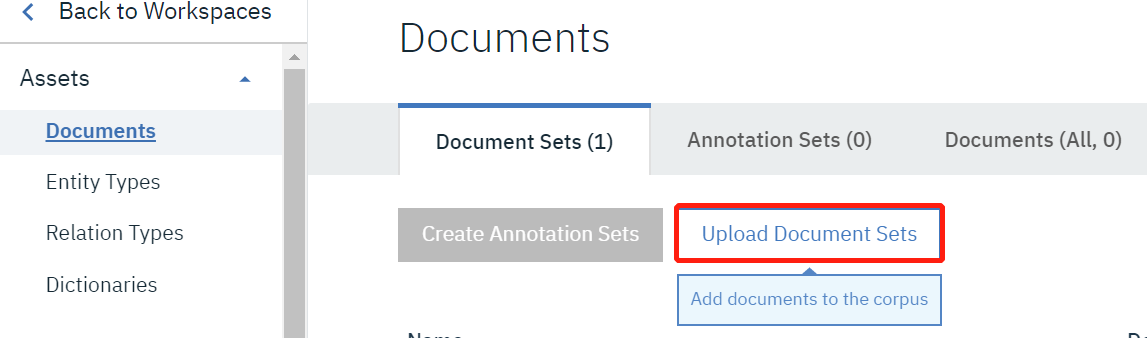 Back to Workspaces
Assets
Documents
Entity Types
Relation Types
Dictionaries
Documents
Document Sets (1)
Annotation Sets (0)
Documents (All, 0)
Create Annotation Sets
Upload Document Sets
Add documents to the corpus
Name